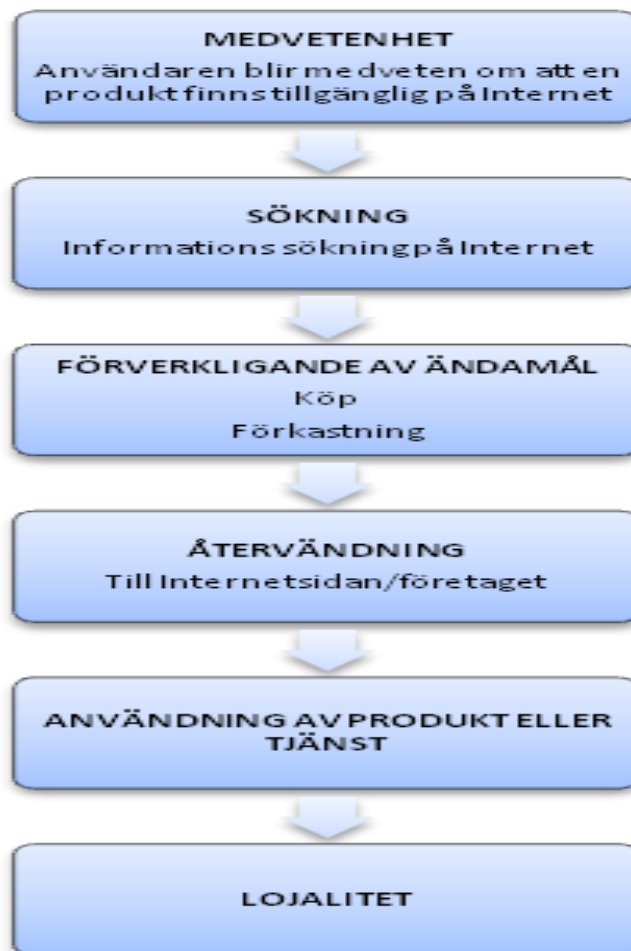 MEDVETENHET
Användaren blir medveten om att en
produkt finns tillgänglig på Internet
SÖKNING
Informations sökning på Internet
FÖRVERKLIGANDE AV ÄNDAMÅL
Köp
Förkastning
ÅTERVÄNDNING
Till Internetsidan/företaget
ANVÄNDNING AV PRODUKT ELLER
TJÄNST
LOJALITET